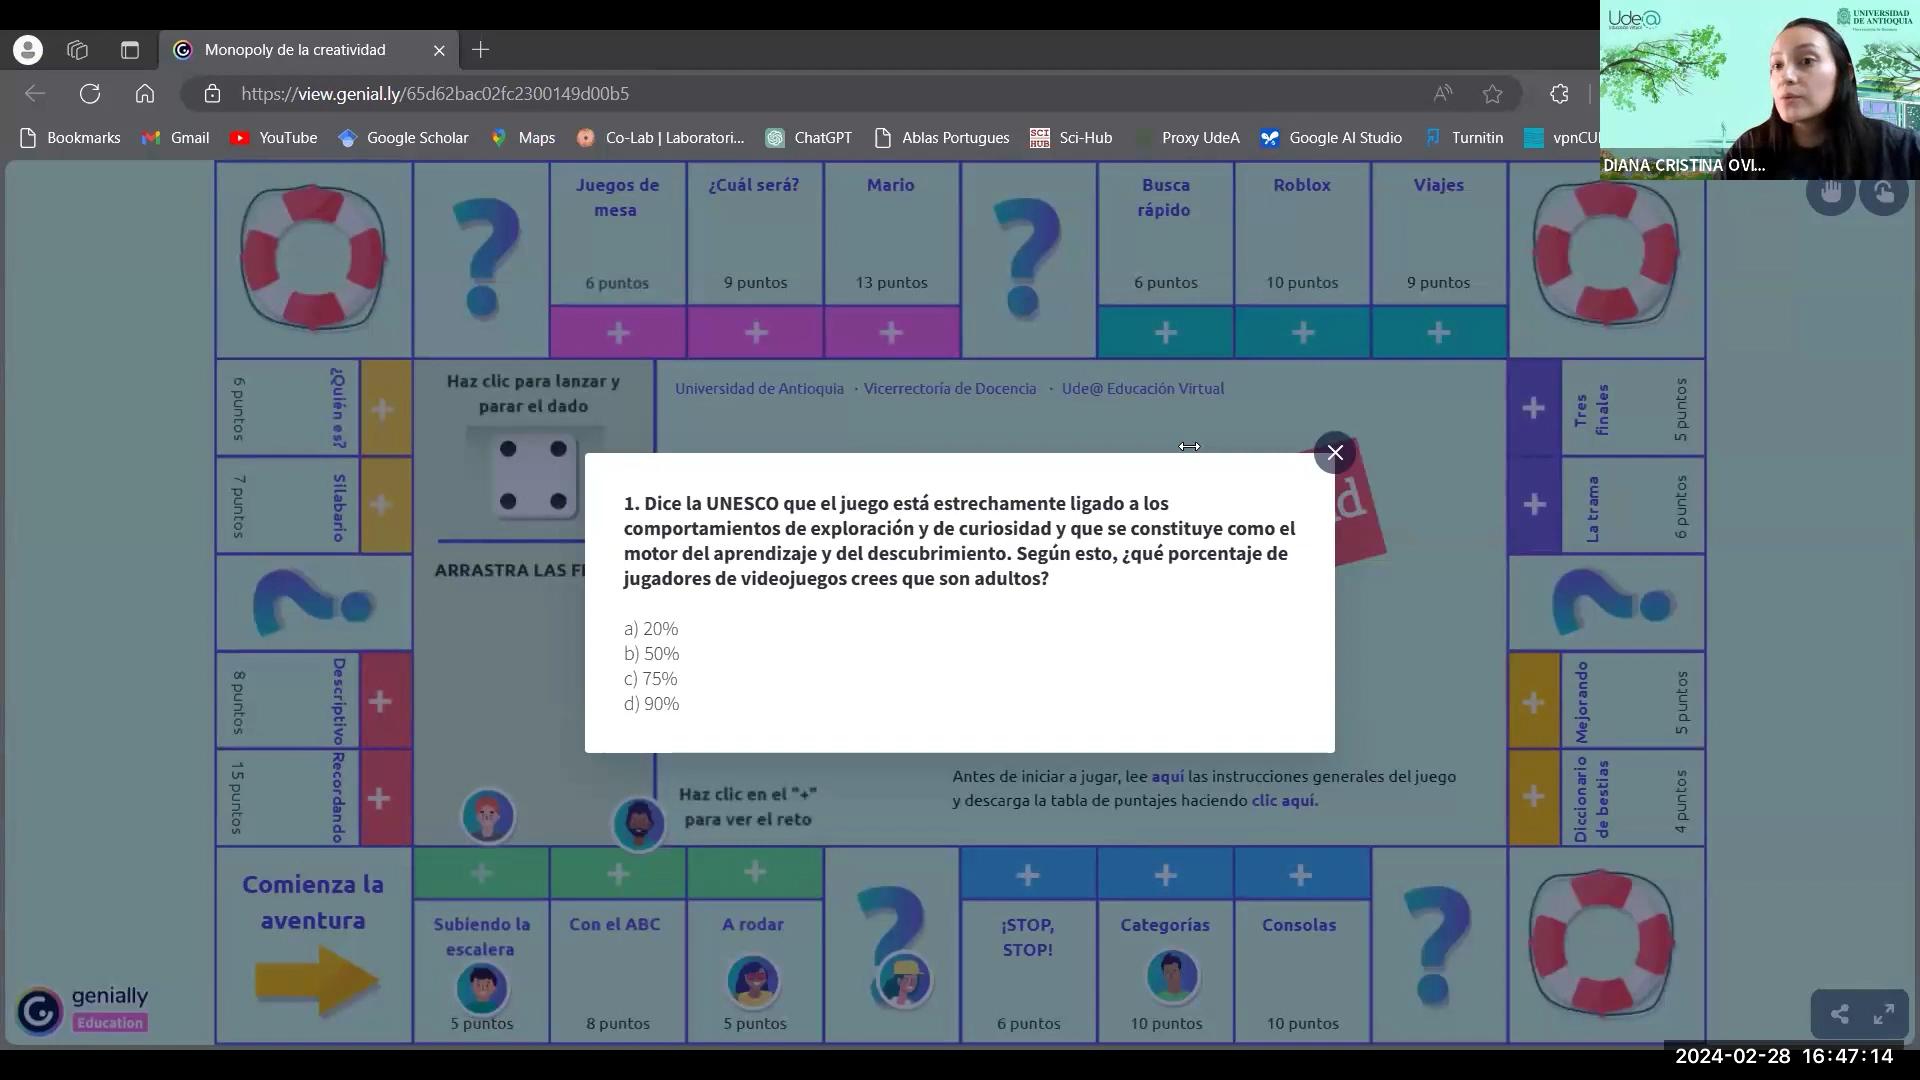 Monopoly de la creatividad
https://view.genial.ly/65d62bac02fc2300149d00b5
Bookmarks
Gmail
YouTube
Google Scholar
Maps
Co-Lab | Laboratori...
ChatGPT
Ablas Portugues
SCI HUB
Sci-Hub
Proxy UdeA
Google AI Studio
Turnitin
Ude@
UNIVERSIDAD
DE ANTIOQUIA
DIANA CRISTINA OVI...
Juegos de
mesa
6 puntos
¿Cuál será?
9 puntos
Mario
13 puntos
Busca
rápido
6 puntos
Roblox
10 puntos
Viajes
9 puntos
¿Quién es?
6 puntos
Silabario
7 puntos
Descriptivo
8 puntos
Recordando
15 puntos
Haz clic para lanzar y
parar el dado
ARRASTRA LAS
Universidad de Antioquia · Vicerrectoría de Docencia · Ude@ Educación Virtual
1. Dice la UNESCO que el juego está estrechamente ligado a los
comportamientos de exploración y de curiosidad y que se constituye como el
motor del aprendizaje y del descubrimiento. Según esto, ¿qué porcentaje de
jugadores de videojuegos crees que son adultos?
a) 20%
b) 50%
c) 75%
d) 90%
Tres
finales
5 puntos
La trama
6 puntos
Mejorando
5 puntos
Diccionario
de bestias
4 puntos
Haz clic en el "+"
para ver el reto
Antes de iniciar a jugar, lee aquí las instrucciones generales del juego
y descarga la tabla de puntajes haciendo clic aquí.
Comienza la
aventura
Subiendo la
escalera
5 puntos
Con el ABC
8 puntos
A rodar
5 puntos
¡STOP,
STOP!
6 puntos
Categorías
10 puntos
Consolas
10 puntos
genially
Education
2024-02-28 16:47:14